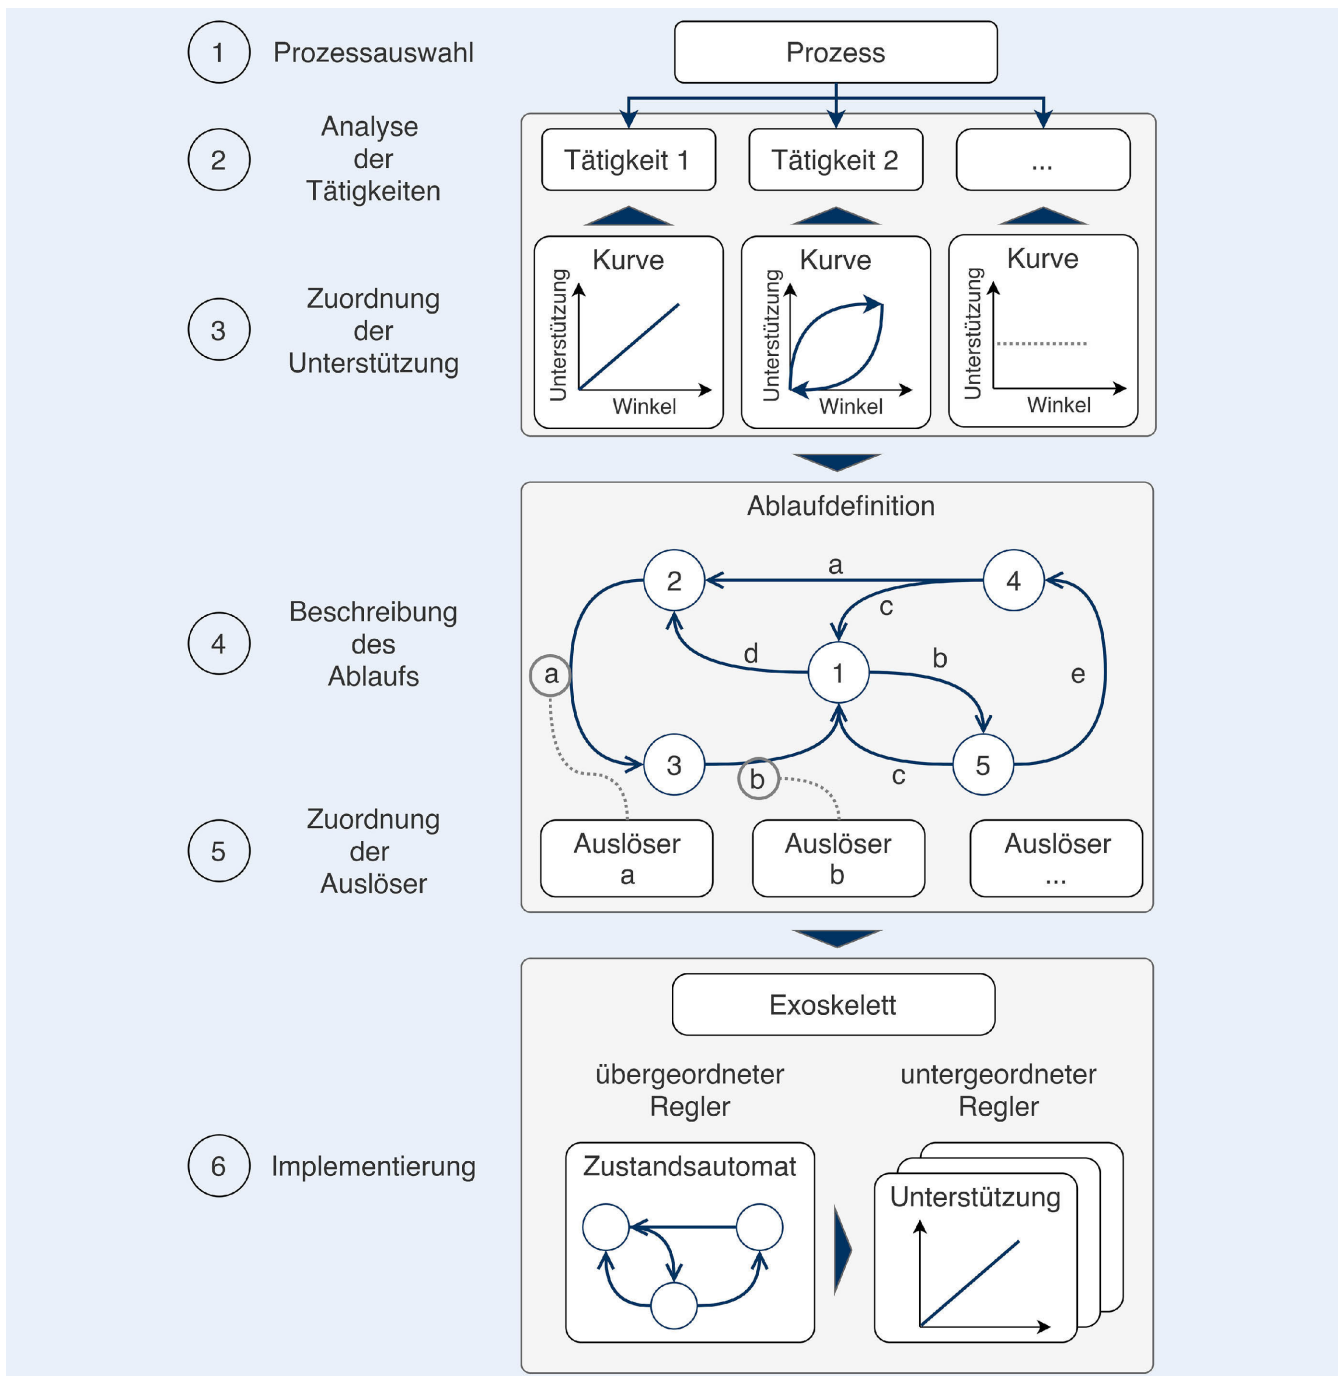 1
Prozessauswahl
Prozess
2
Analyse
der
Tätigkeiten
Tätigkeit 1
Tätigkeit 2
...
3
Zuordnung
der
Unterstützung
Kurve
Unterstützung
Winkel
Kurve
Unterstützung
Winkel
Kurve
Unterstützung
Winkel
4
Beschreibung
des
Ablaufs
Ablaufdefinition
2
a
4
c
d
1
b
a
e
3
b
c
5
5
Zuordnung
der
Auslöser
Auslöser
a
Auslöser
b
Auslöser
...
6
Implementierung
Exoskelett
übergeordneter
Regler
untergeordneter
Regler
Zustandsautomat
Unterstützung